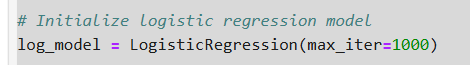 # Initialize logistic regression model
log_model = LogisticRegression(max_iter=1000)